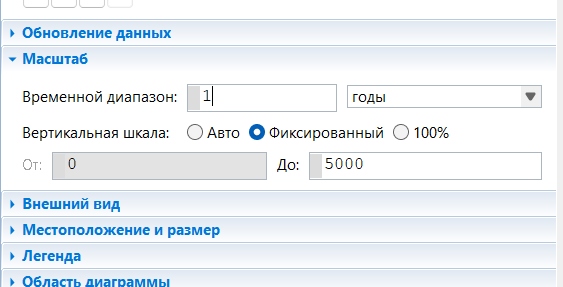 Обновление данных
Масштаб
Временной диапазон: 1 годы
Вертикальная шкала: Авто Фиксированный 100%
От: 0 До: 5000
Внешний вид
Местоположение и размер
Легенда
Область диаграммы